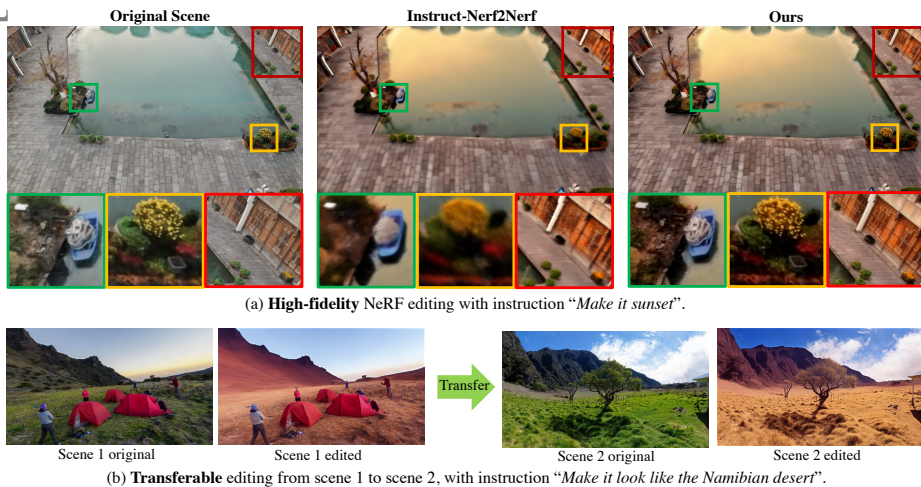 Original Scene
Instruct-Nerf2Nerf
Ours
(a) High-fidelity NeRF editing with instruction “Make it sunset”.
Transfer
Scene 1 original
Scene 1 edited
Scene 2 original
Scene 2 edited
(b) Transferable editing from scene 1 to scene 2, with instruction “Make it look like the Namibian desert”.